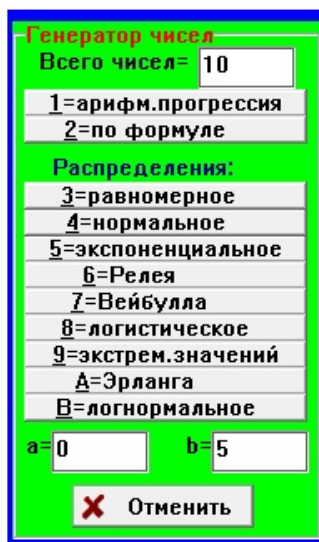 Генератор чисел
Всего чисел= 10
1=арифм.прогрессия
2=по формуле
Распределения:
3=равномерное
4=нормальное
5=экспоненциальное
6=Релея
7=Вейбулла
8=логистическое
9=экстрем.значений
A=Эрланга
B=логнормальное
a= 0 b= 5
Отменить